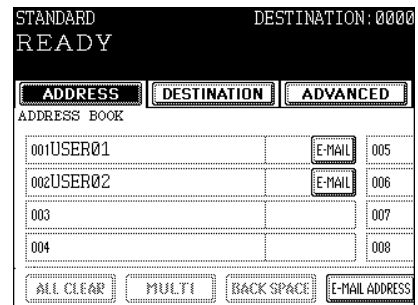 STANDARD DESTINATION:0000
READY
ADDRESS DESTINATION ADVANCED
ADDRESS BOOK
001USER01 E-MAIL 005
002USER02 E-MAIL 006
003 007
004 008
ALL CLEAR MULTI BACK SPACE E-MAIL ADDRESS